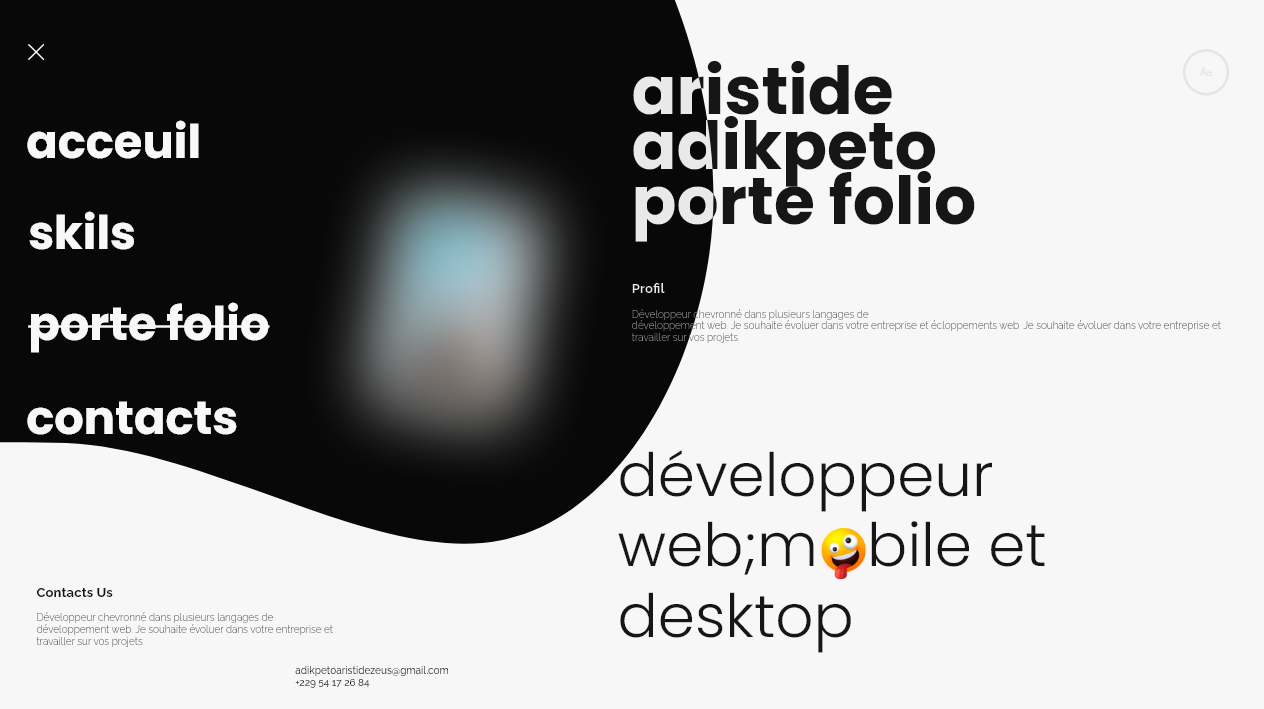 acceuil
skils
porte folio
contacts
aristide
adikpeto
porte folio
Aa
Profil
Développeur chevronné dans plusieurs langages de
développement web. Je souhaite évoluer dans votre entreprise et écloppements web. Je souhaite évoluer dans votre entreprise et
travailler sur vos projets.
développeur
web;m🤪bile et
desktop
Contacts Us
Développeur chevronné dans plusieurs langages de
développement web. Je souhaite évoluer dans votre entreprise et
travailler sur vos projets
adikpetoaristidezeus@gmail.com
+229 54 17 26 84